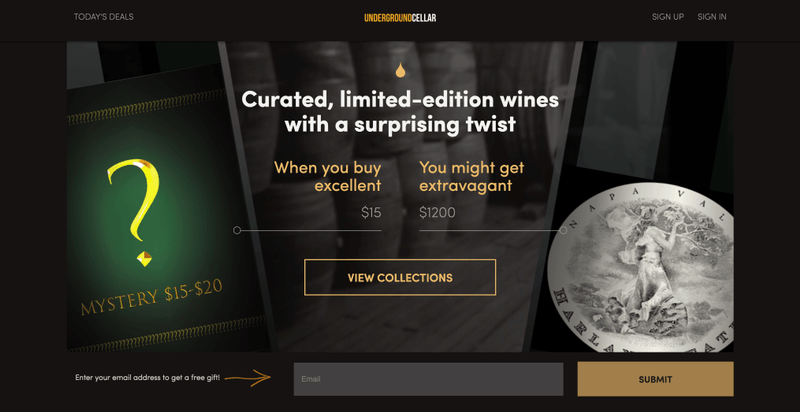 TODAY'S DEALS
UNDERGROUNDCELLAR
SIGN UP
SIGN IN
Curated, limited-edition wines
with a surprising twist
When you buy
excellent
$15
You might get
extravagant
$1200
VIEW COLLECTIONS
?
MYSTERY $15-$20
NAPA VAL
HARLAN ESTAT
Enter your email address to get a free gift!
Email
SUBMIT